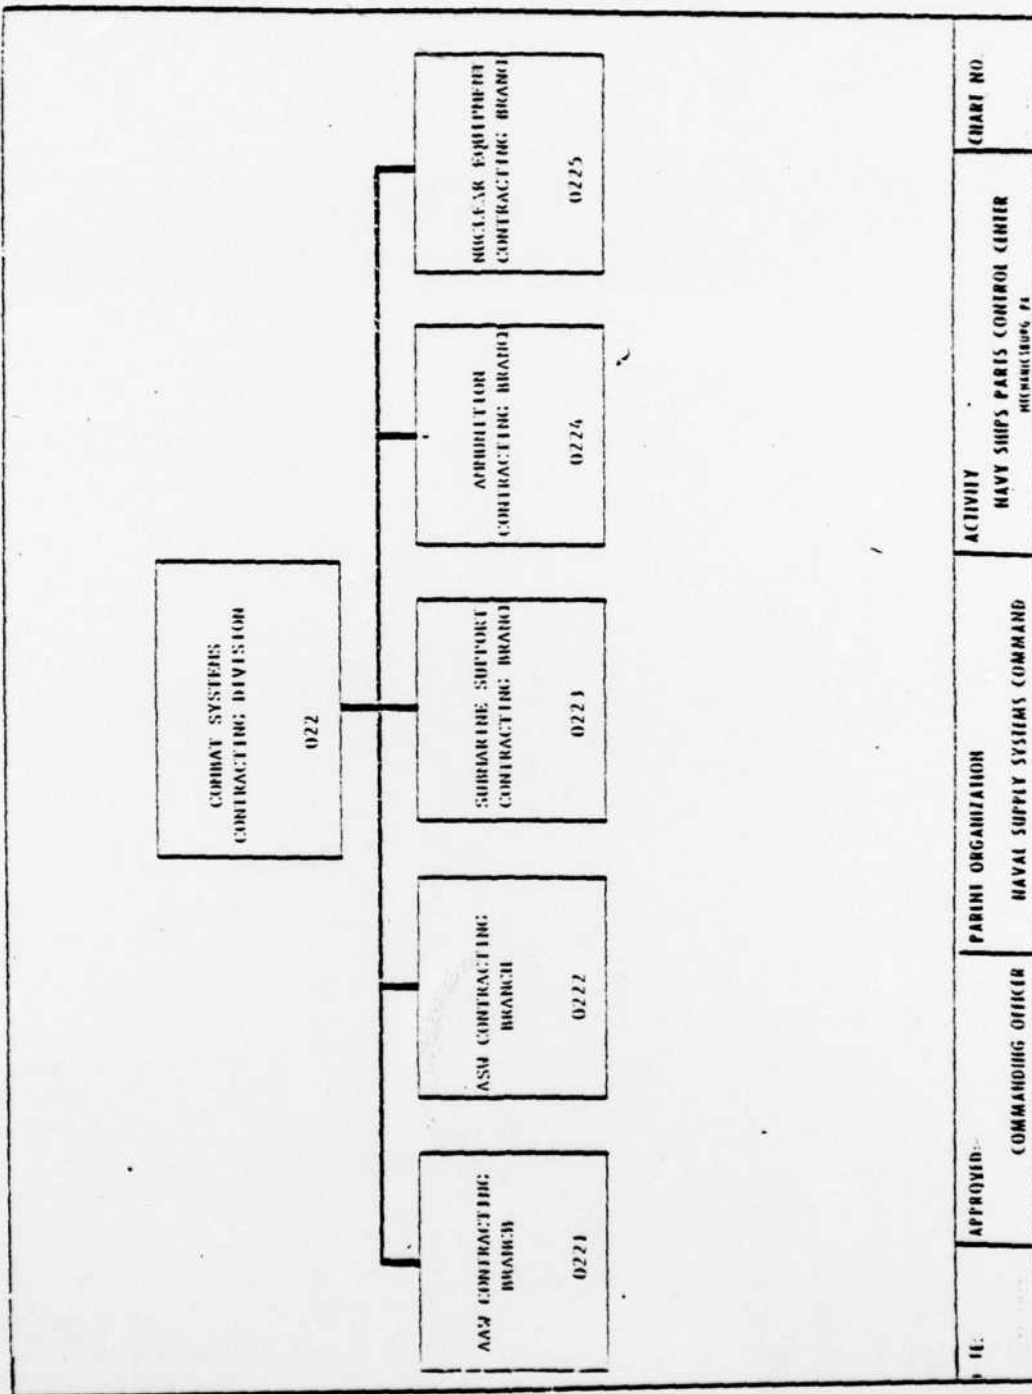 COMBAT SYSTEMS
CONTRACTING DIVISION
022
AAW CONTRACTING
BRANCH
0221
ASW CONTRACTING
BRANCH
0222
SUBMARINE SUPPORT
CONTRACTING BRANCH
0223
AMMUNITION
CONTRACTING BRANCH
0224
NUCLEAR EQUIPMENT
CONTRACTING BRANCH
0225
APPROVED:
COMMANDING OFFICER
PARENT ORGANIZATION
NAVAL SUPPLY SYSTEMS COMMAND
ACTIVITY
NAVY SHIPS PARTS CONTROL CENTER
MECHANICSBURG PA
CHART NO.